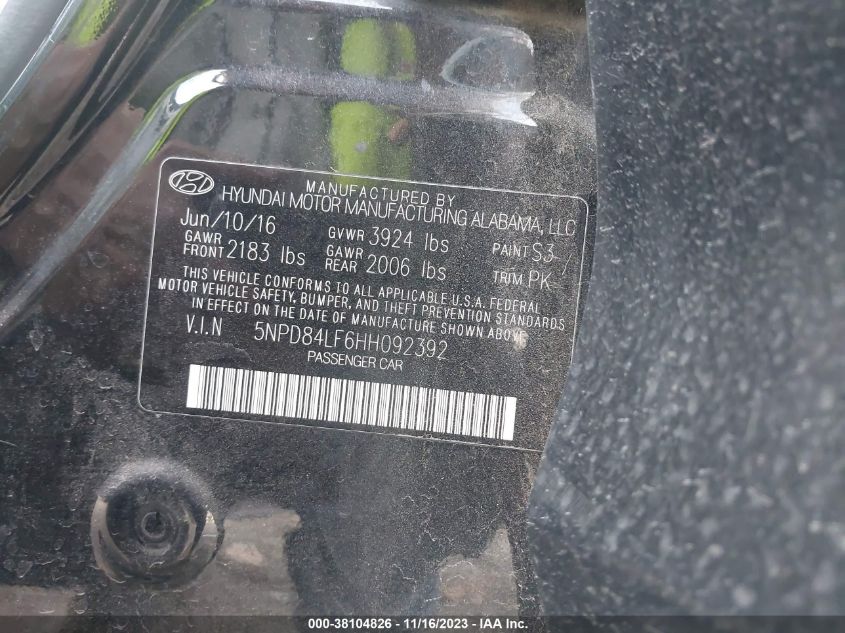 MANUFACTURED BY
HYUNDAI MOTOR MANUFACTURING ALABAMA, LLC
Jun/10/16 GVWR 3924 lbs PAINT S3
GAWR FRONT 2183 lbs GAWR REAR 2006 lbs TRIM PK
THIS VEHICLE CONFORMS TO ALL APPLICABLE U.S.A. FEDERAL
MOTOR VEHICLE SAFETY, BUMPER, AND THEFT PREVENTION STANDARDS
IN EFFECT ON THE DATE OF MANUFACTURE SHOWN ABOVE
V.I.N 5NPD84LF6HH092392
PASSENGER CAR
000-38104826 - 11/16/2023 - IAA Inc.